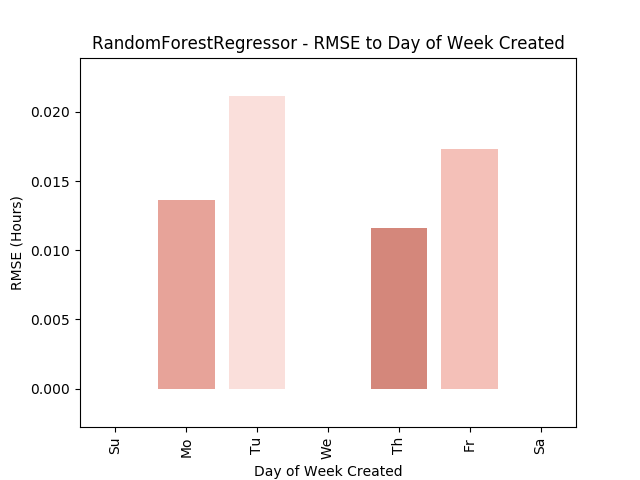 RandomForestRegressor - RMSE to Day of Week Created
0.020
0.015
0.010
0.005
0.000
RMSE (Hours)
Su Mo Tu We Th Fr Sa
Day of Week Created